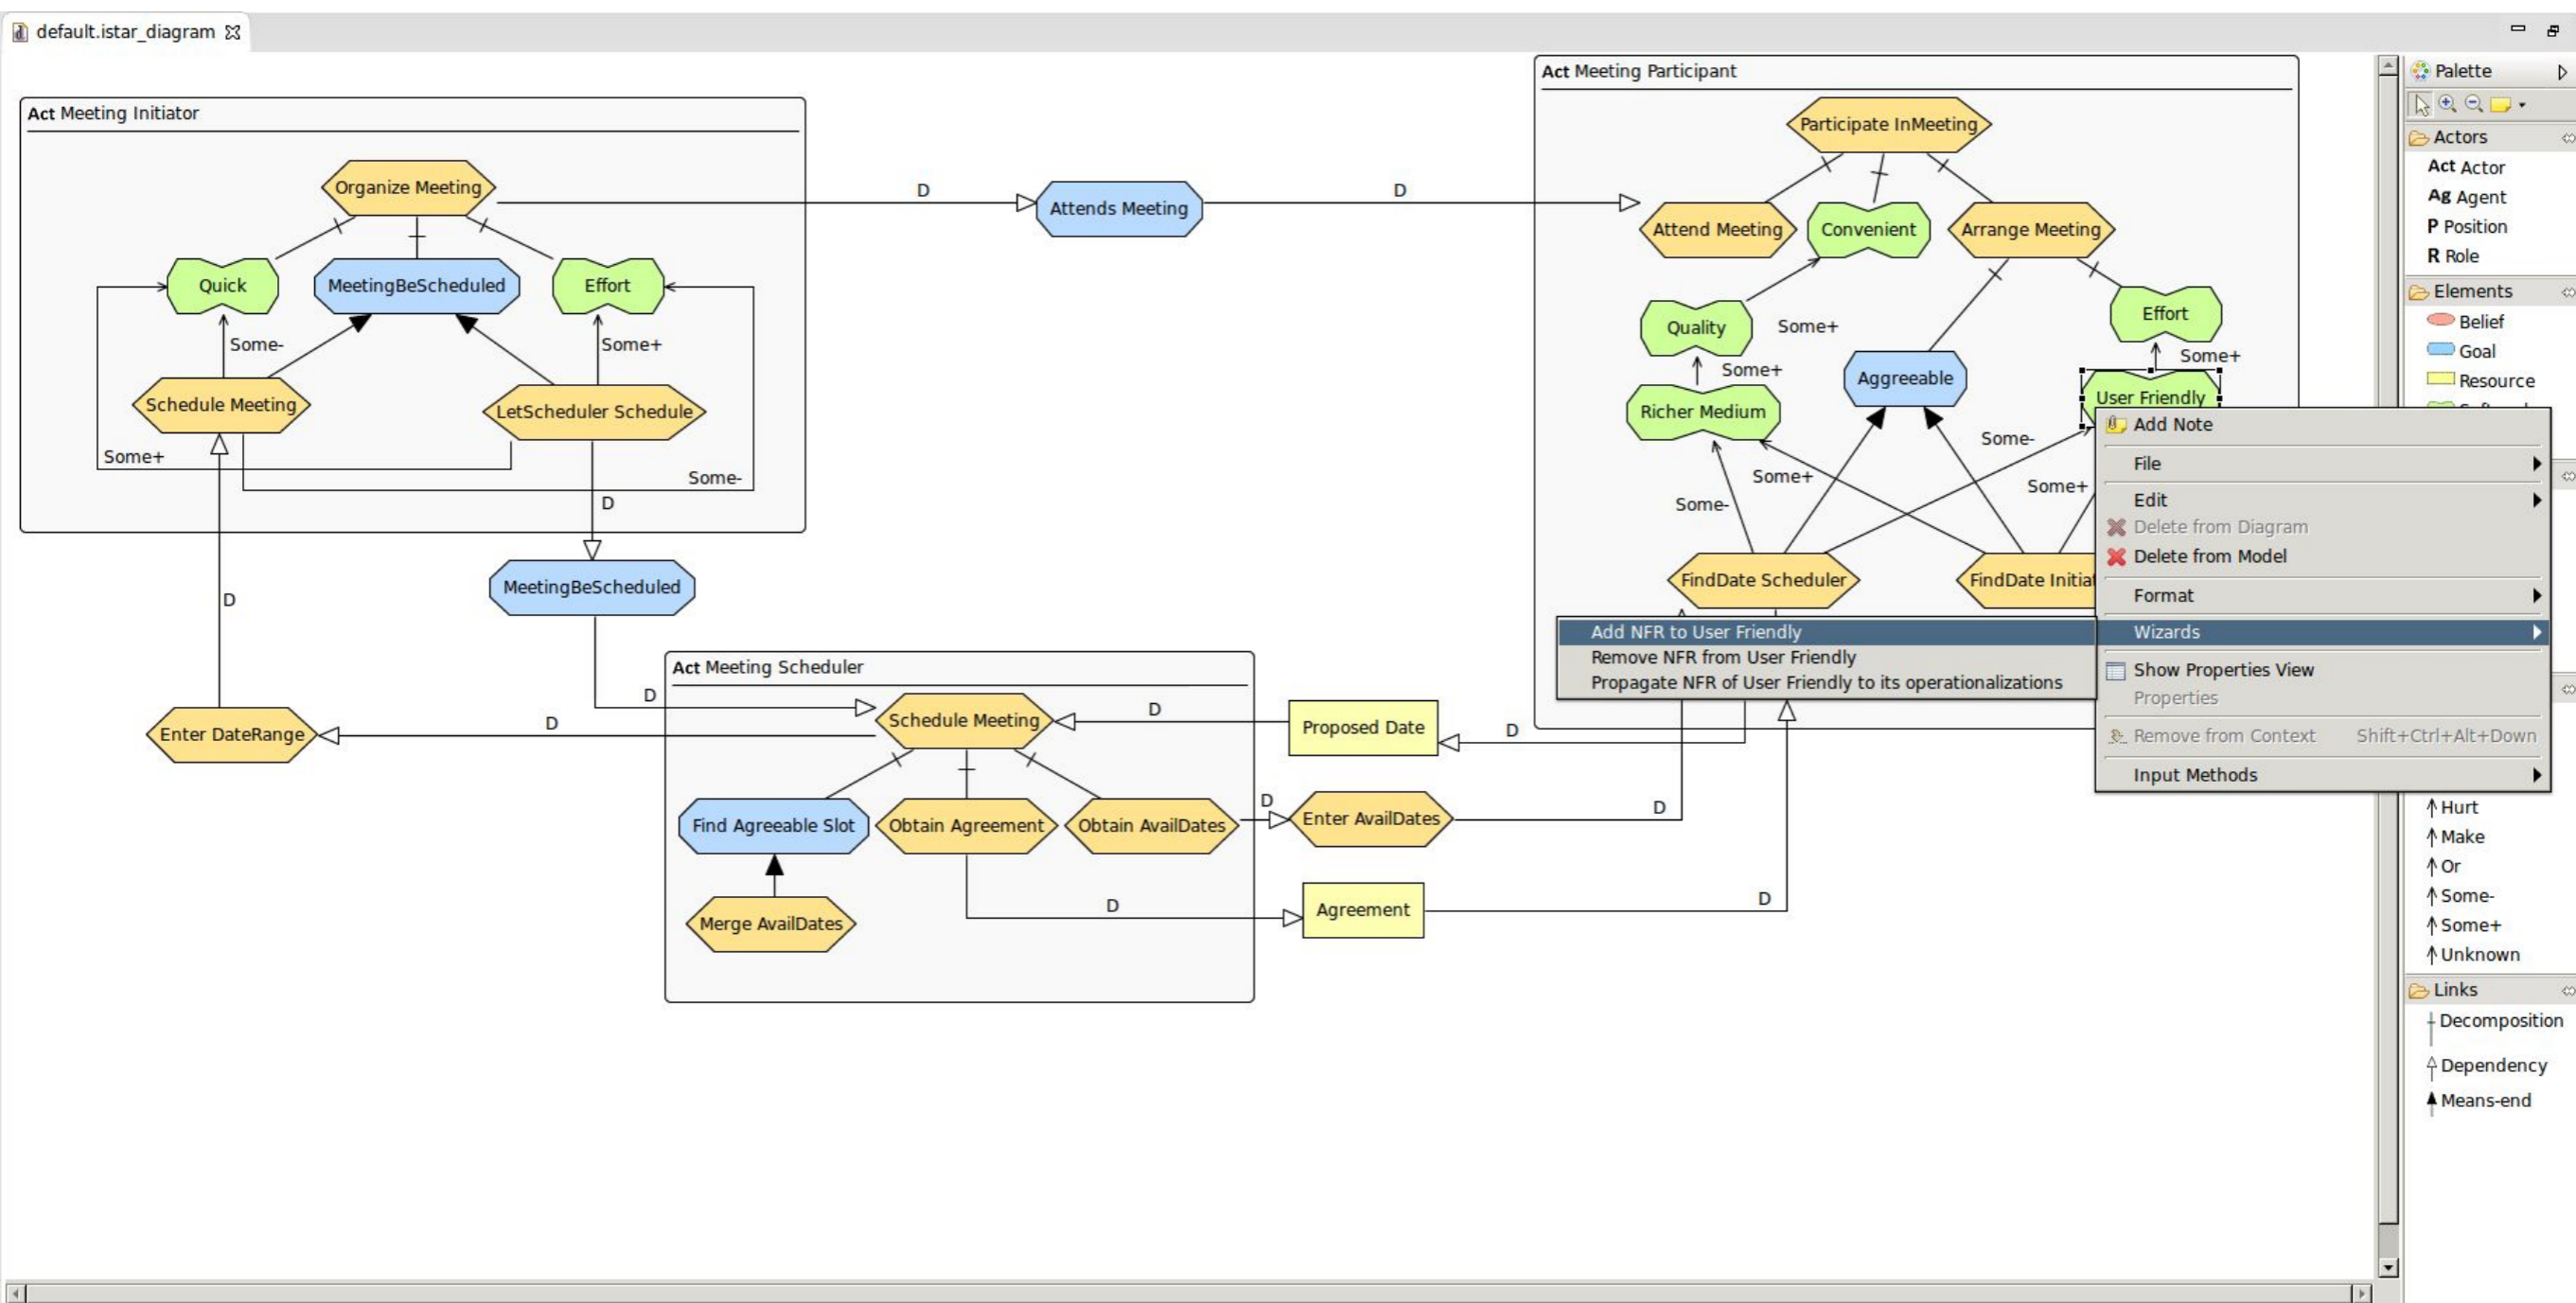 default.istar_diagram
Act Meeting Initiator
Organize Meeting
Quick
MeetingBeScheduled
Effort
Some-
Some+
Schedule Meeting
LetScheduler Schedule
Some+
Some-
D
D
Attends Meeting
D
Act Meeting Participant
Participate InMeeting
Attend Meeting
Convenient
Arrange Meeting
Quality
Some+
Effort
Some+
Some+
Aggreeable
Richer Medium
User Friendly
Some-
Some+
Some+
Some-
FindDate Scheduler
MeetingBeScheduled
D
D
Enter DateRange
D
Act Meeting Scheduler
Schedule Meeting
D
Proposed Date
D
Find Agreeable Slot
Obtain Agreement
Obtain AvailDates
D
Enter AvailDates
D
Merge AvailDates
D
Agreement
D
Add NFR to User Friendly
Remove NFR from User Friendly
Propagate NFR of User Friendly to its operationalizations
Add Note
File
Edit
Delete from Diagram
Delete from Model
Format
Wizards
Show Properties View
Properties
Remove from Context Shift+Ctrl+Alt+Down
Input Methods
Palette
Actors
Act Actor
Ag Agent
P Position
R Role
Elements
Belief
Goal
Resource
Hurt
Make
Or
Some-
Some+
Unknown
Links
Decomposition
Dependency
Means-end